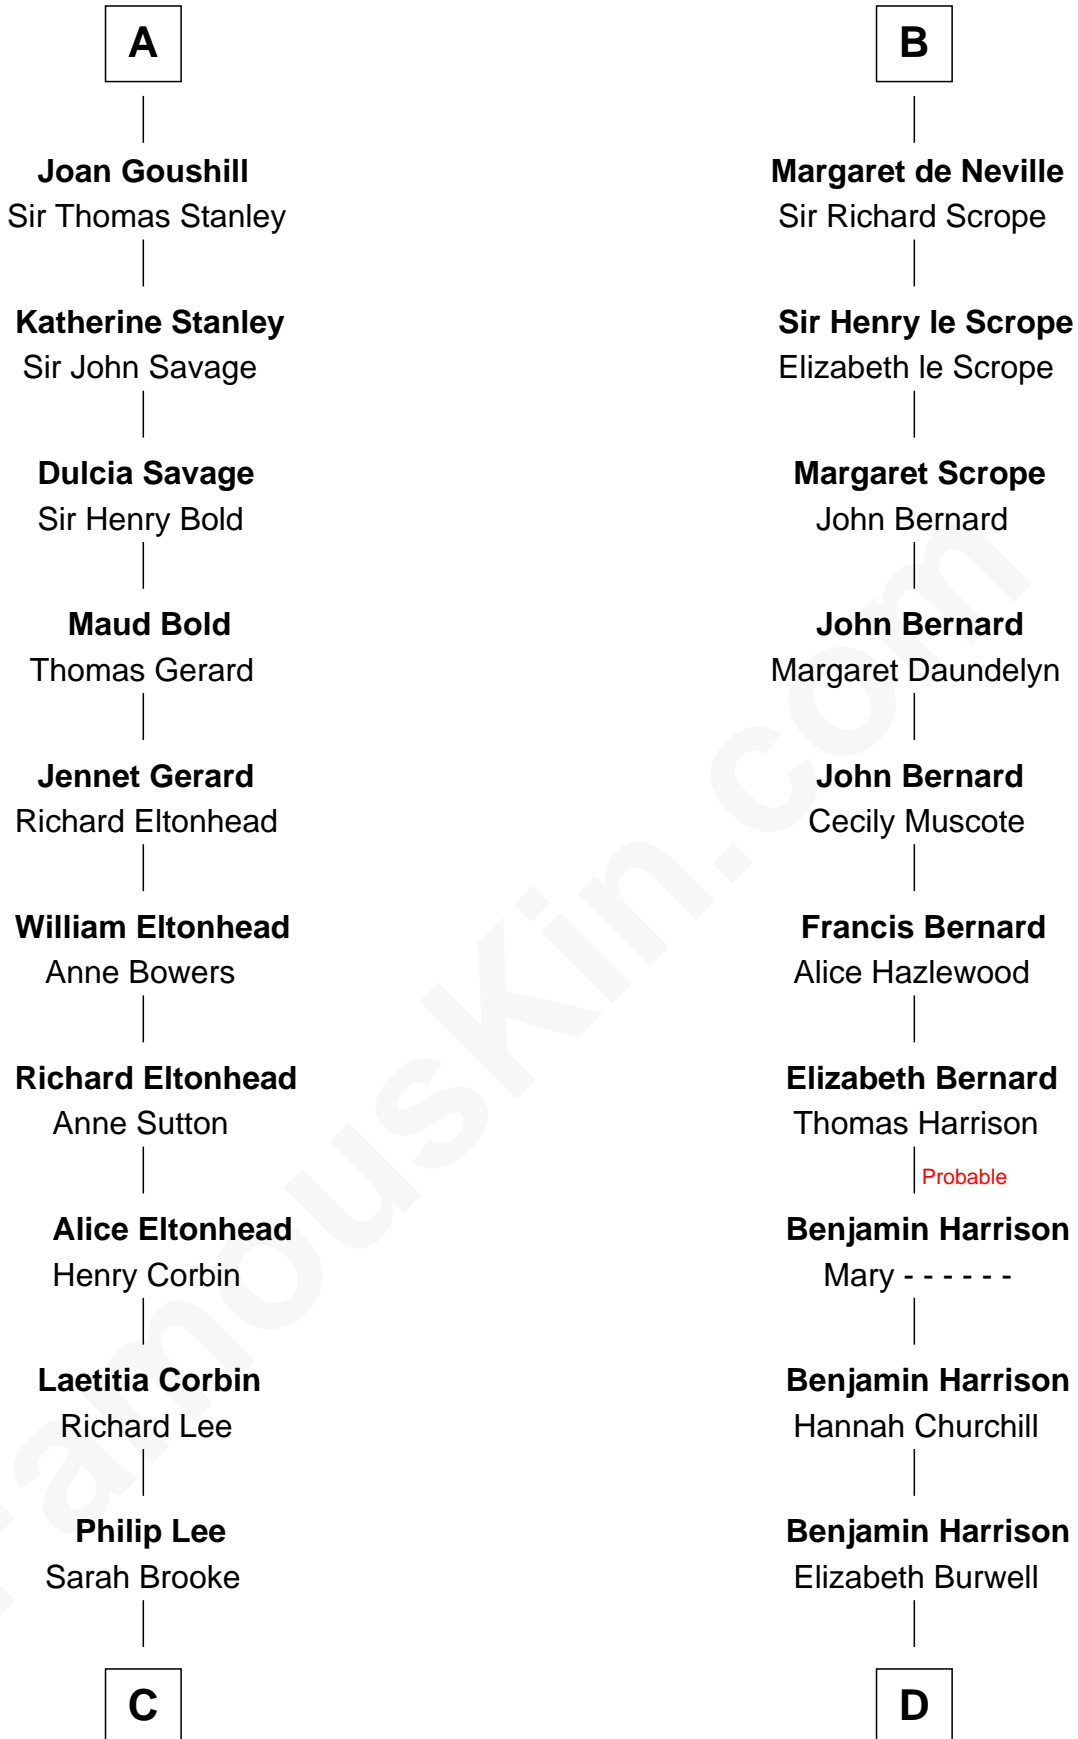 A
Joan Goushill
Sir Thomas Stanley
Katherine Stanley
Sir John Savage
Dulcia Savage
Sir Henry Bold
Maud Bold
Thomas Gerard
Jennet Gerard
Richard Eltonhead
William Eltonhead
Anne Bowers
Richard Eltonhead
Anne Sutton
Alice Eltonhead
Henry Corbin
Laetitia Corbin
Richard Lee
Philip Lee
Sarah Brooke
C
B
Margaret de Neville
Sir Richard Scrope
Sir Henry le Scrope
Elizabeth le Scrope
Margaret Scrope
John Bernard
John Bernard
Margaret Daundelyn
John Bernard
Cecily Muscote
Francis Bernard
Alice Hazlewood
Elizabeth Bernard
Thomas Harrison
Probable
Benjamin Harrison
Mary - - - - - -
Benjamin Harrison
Hannah Churchill
Benjamin Harrison
Elizabeth Burwell
D
FamousKin.com